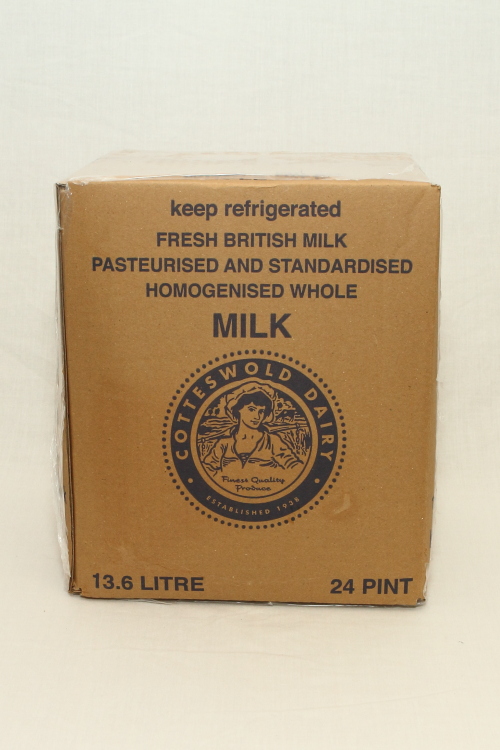 keep refrigerated
FRESH BRITISH MILK
PASTEURISED AND STANDARDISED
HOMOGENISED WHOLE
MILK
COTTESWOLD DAIRY
Finest Quality
Produce
ESTABLISHED 1938
13.6 LITRE
24 PINT